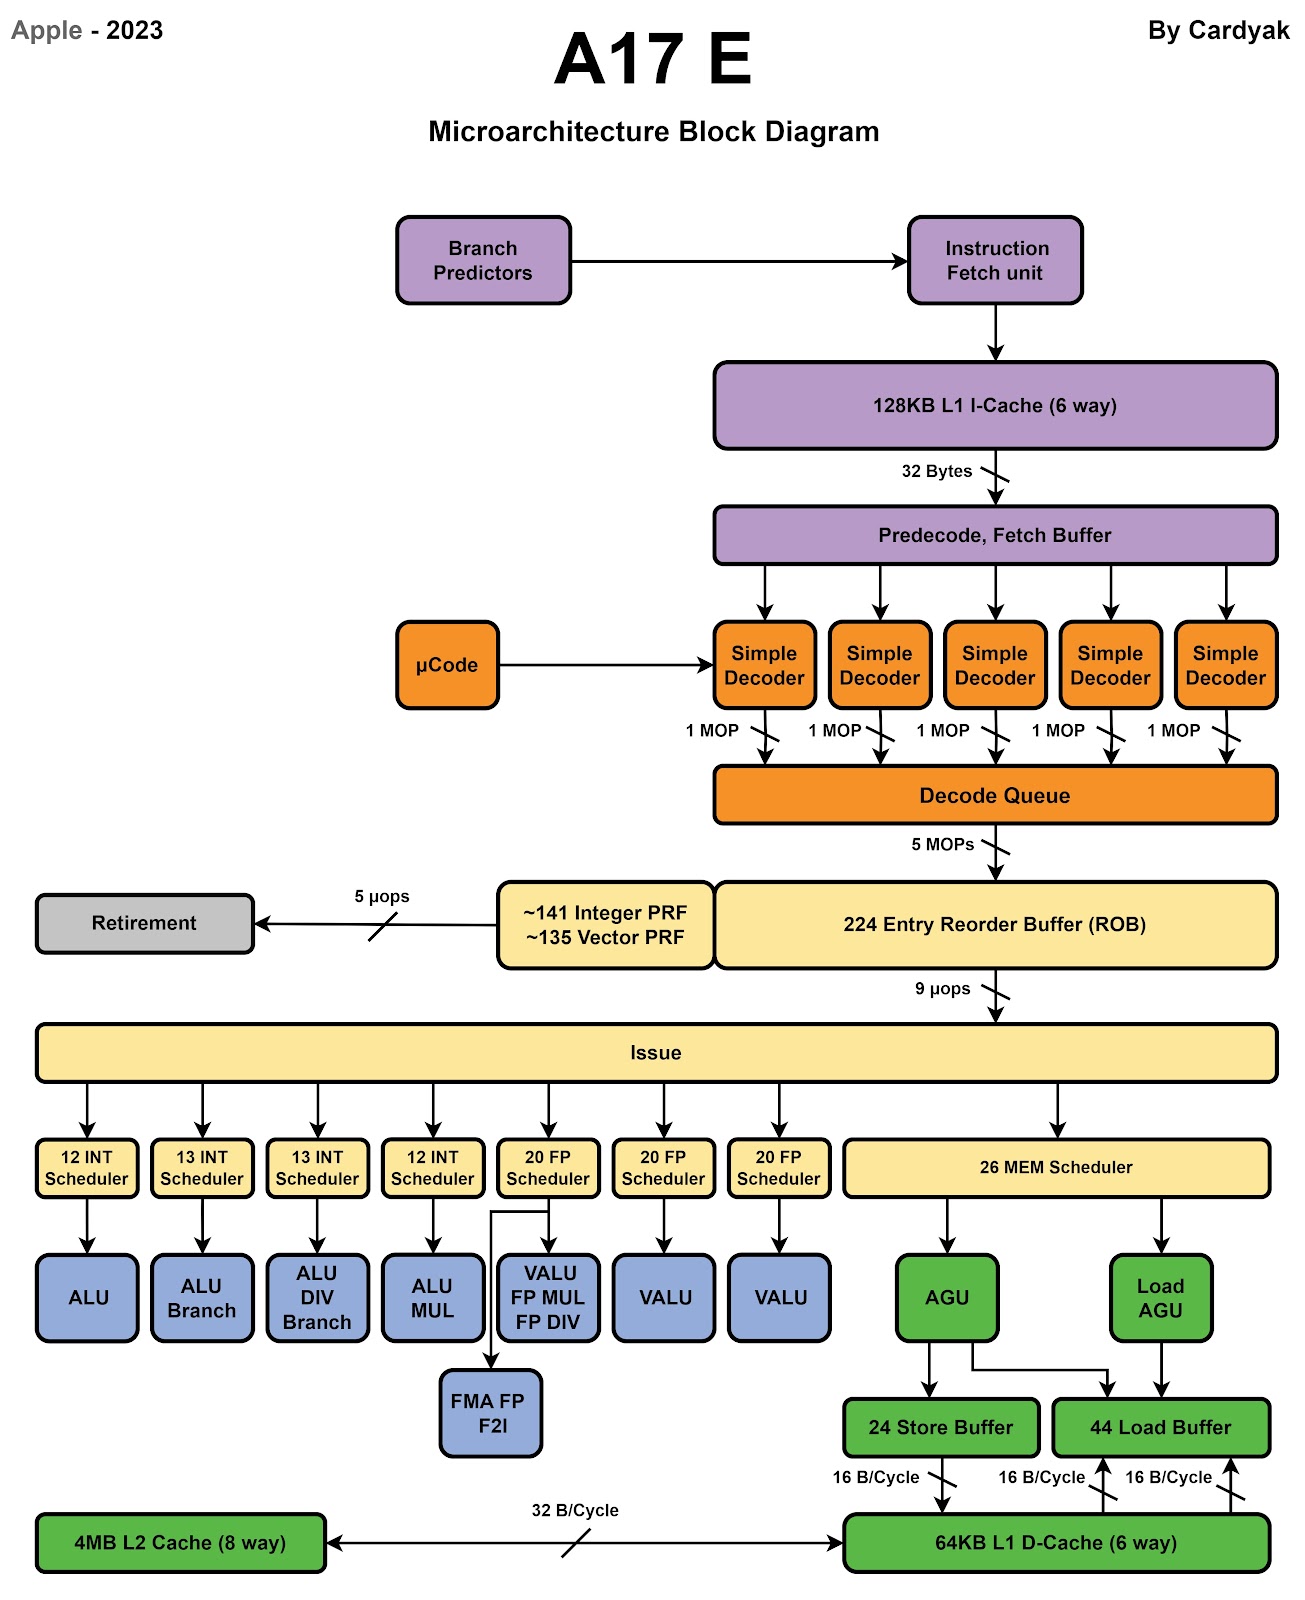 Apple - 2023
By Cardyak
A17 E
Microarchitecture Block Diagram
Branch
Predictors
Instruction
Fetch unit
128KB L1 I-Cache (6 way)
32 Bytes
Predecode, Fetch Buffer
µCode
Simple
Decoder
Simple
Decoder
Simple
Decoder
Simple
Decoder
Simple
Decoder
1 MOP
1 MOP
1 MOP
1 MOP
1 MOP
Decode Queue
5 MOPs
Retirement
5 µops
~141 Integer PRF
~135 Vector PRF
224 Entry Reorder Buffer (ROB)
9 µops
Issue
12 INT
Scheduler
13 INT
Scheduler
13 INT
Scheduler
12 INT
Scheduler
20 FP
Scheduler
20 FP
Scheduler
20 FP
Scheduler
26 MEM Scheduler
ALU
ALU
Branch
ALU
DIV
Branch
ALU
MUL
VALU
FP MUL
FP DIV
VALU
VALU
AGU
Load
AGU
FMA FP
F2I
24 Store Buffer
44 Load Buffer
16 B/Cycle
16 B/Cycle
16 B/Cycle
32 B/Cycle
4MB L2 Cache (8 way)
64KB L1 D-Cache (6 way)